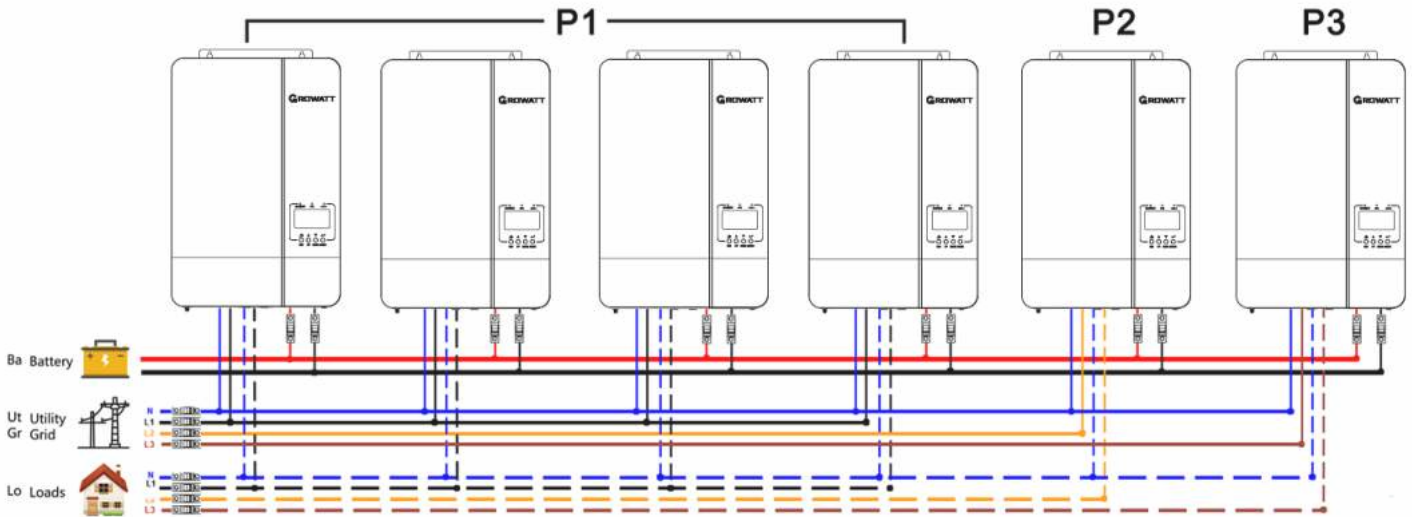 P1 P2 P3
GROWATT GROWATT GROWATT GROWATT GROWATT GROWATT
Ba Battery
Ut Utility
Gr Grid
N
L1
L2
L3
Lo Loads
N
L1
L3